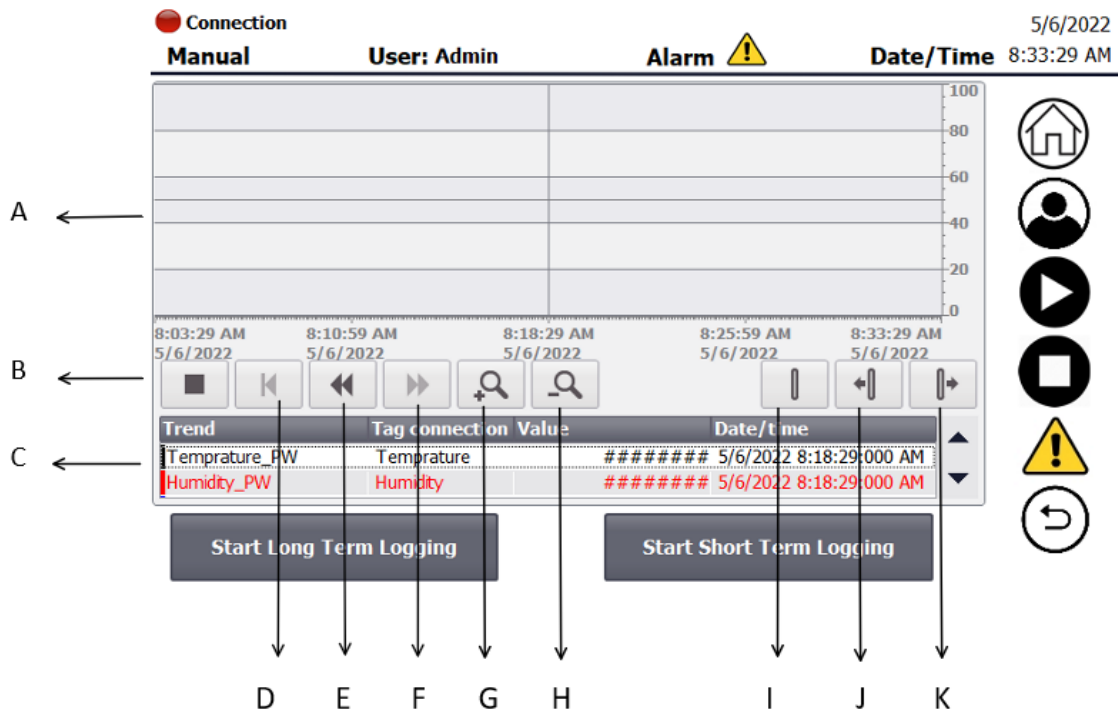 Connection
5/6/2022
Manual User: Admin Alarm Date/Time 8:33:29 AM
100
80
60
A
40
20
0
8:03:29 AM 8:10:59 AM 8:18:29 AM 8:25:59 AM 8:33:29 AM
5/6/2022 5/6/2022 5/6/2022 5/6/2022 5/6/2022
B
Trend Tag connection Value Date/time
C
Temprature_PW Temprature ######## 5/6/2022 8:18:29:000 AM
Humidity_PW Humidity ######## 5/6/2022 8:18:29:000 AM
Start Long Term Logging Start Short Term Logging
D E F G H I J K